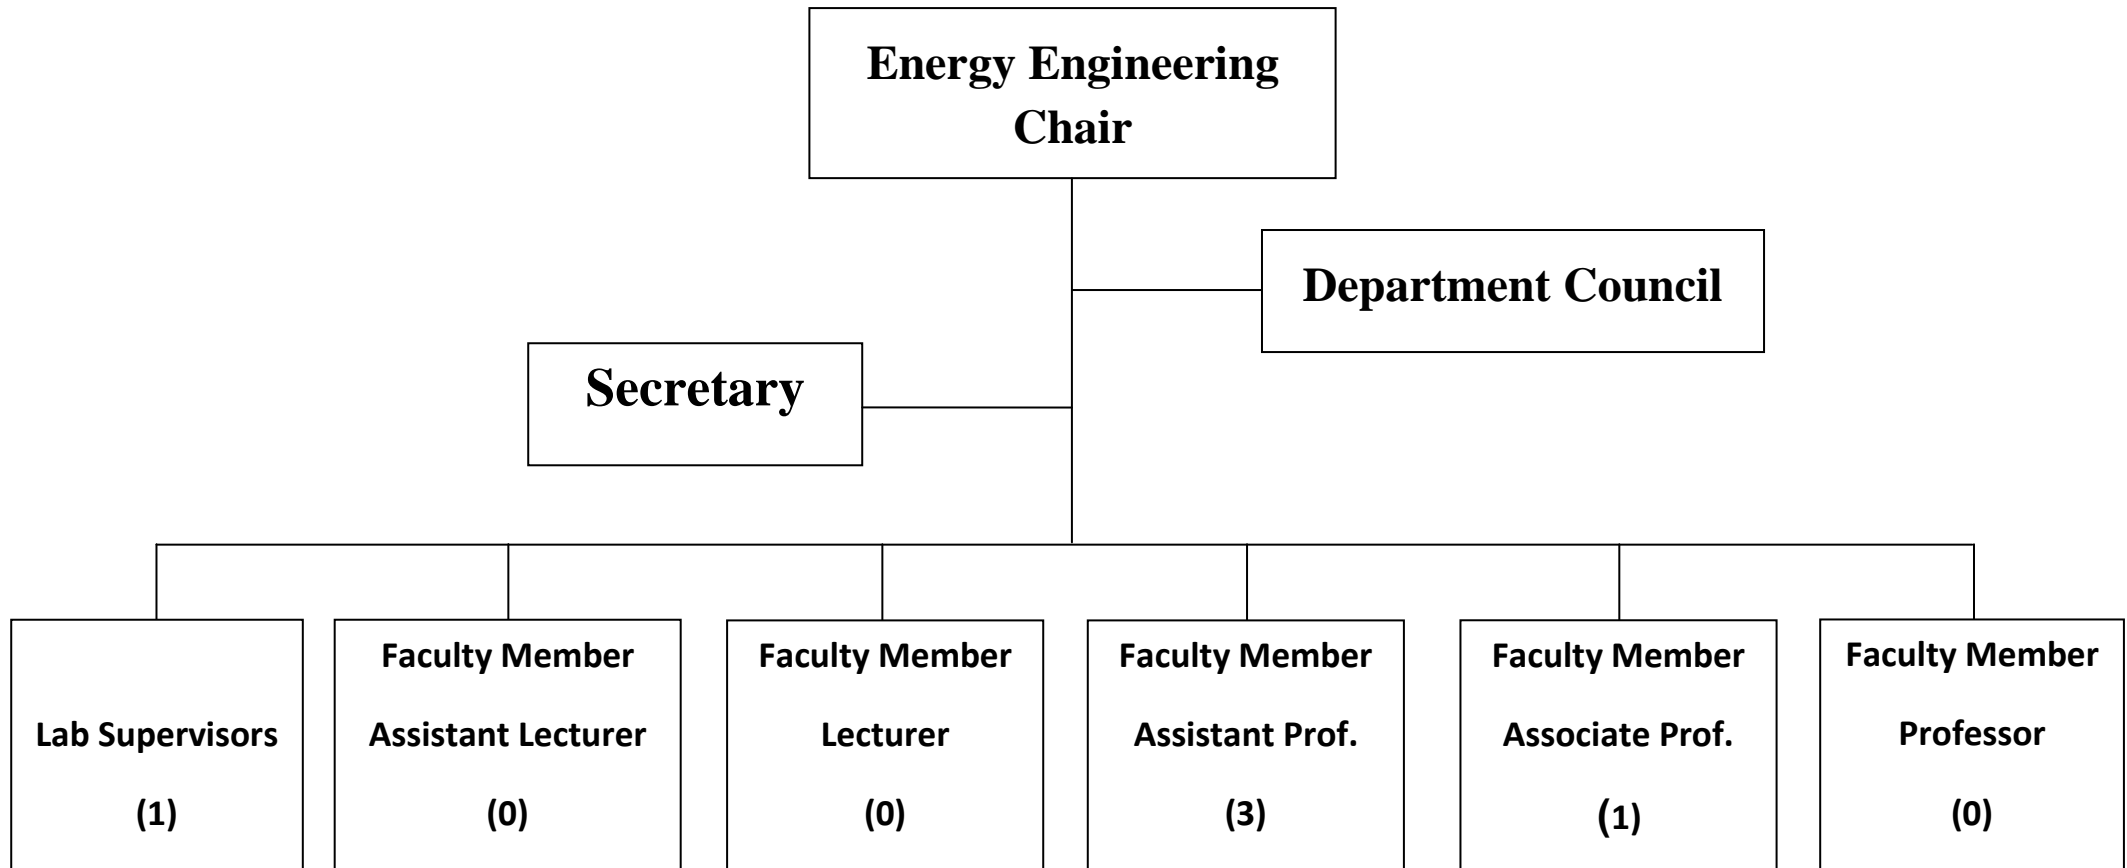 Energy Engineering
Chair
Department Council
Secretary
Lab Supervisors
(1)
Faculty Member
Assistant Lecturer
(0)
Faculty Member
Lecturer
(0)
Faculty Member
Assistant Prof.
(3)
Faculty Member
Associate Prof.
(1)
Faculty Member
Professor
(0)